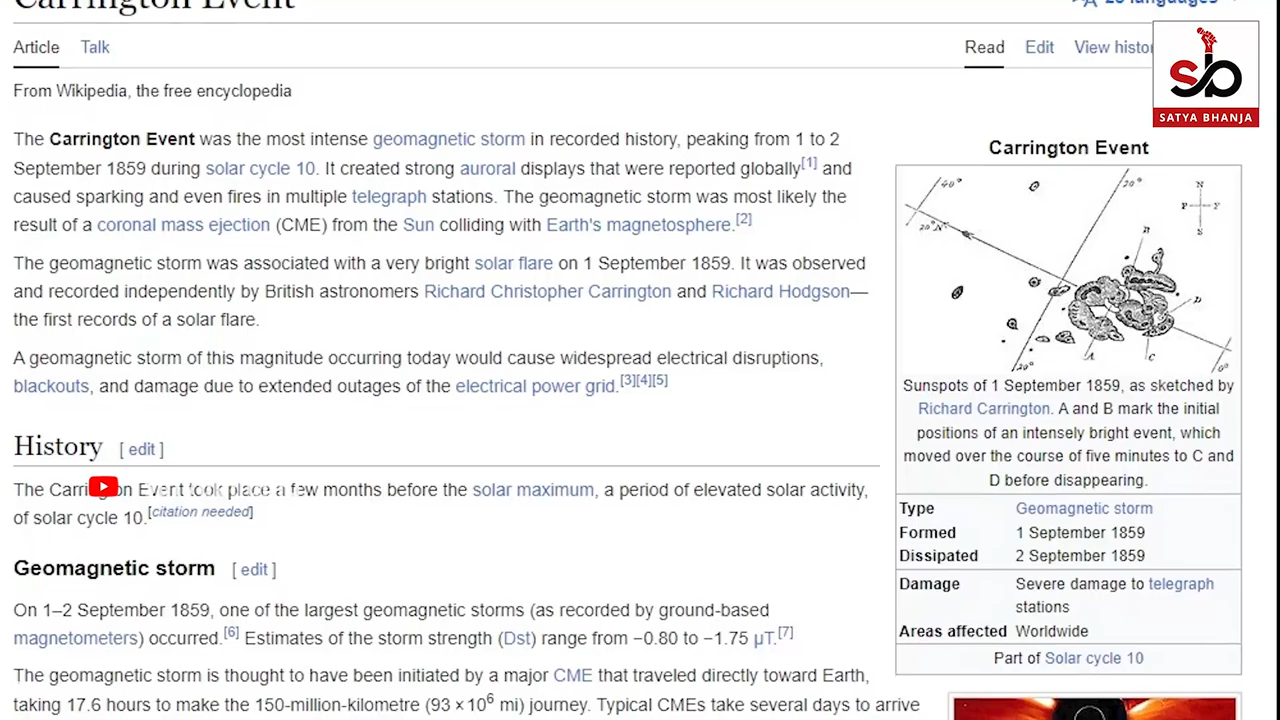 Carrington Event
Article Talk Read Edit
SATYA BHANJA
From Wikipedia, the free encyclopedia
The Carrington Event was the most intense geomagnetic storm in recorded history, peaking from 1 to 2
September 1859 during solar cycle 10. It created strong auroral displays that were reported globally[1] and
caused sparking and even fires in multiple telegraph stations. The geomagnetic storm was most likely the
result of a coronal mass ejection (CME) from the Sun colliding with Earth's magnetosphere.[2]
The geomagnetic storm was associated with a very bright solar flare on 1 September 1859. It was observed
and recorded independently by British astronomers Richard Christopher Carrington and Richard Hodgson—
the first records of a solar flare.
A geomagnetic storm of this magnitude occurring today would cause widespread electrical disruptions,
blackouts, and damage due to extended outages of the electrical power grid.[3][4][5]
History [ edit ]
The Carrington Event took place a few months before the solar maximum, a period of elevated solar activity,
of solar cycle 10.[citation needed]
Geomagnetic storm [ edit ]
On 1–2 September 1859, one of the largest geomagnetic storms (as recorded by ground-based
magnetometers) occurred.[6] Estimates of the storm strength (Dst) range from −0.80 to −1.75 μT.[7]
The geomagnetic storm is thought to have been initiated by a major CME that traveled directly toward Earth,
taking 17.6 hours to make the 150-million-kilometre (93 × 10⁶ mi) journey. Typical CMEs take several days to arrive
Carrington Event
Sunspots of 1 September 1859, as sketched by
Richard Carrington. A and B mark the initial
positions of an intensely bright event, which
moved over the course of five minutes to C and
D before disappearing.
Type Geomagnetic storm
Formed 1 September 1859
Dissipated 2 September 1859
Damage Severe damage to telegraph
stations
Areas affected Worldwide
Part of Solar cycle 10